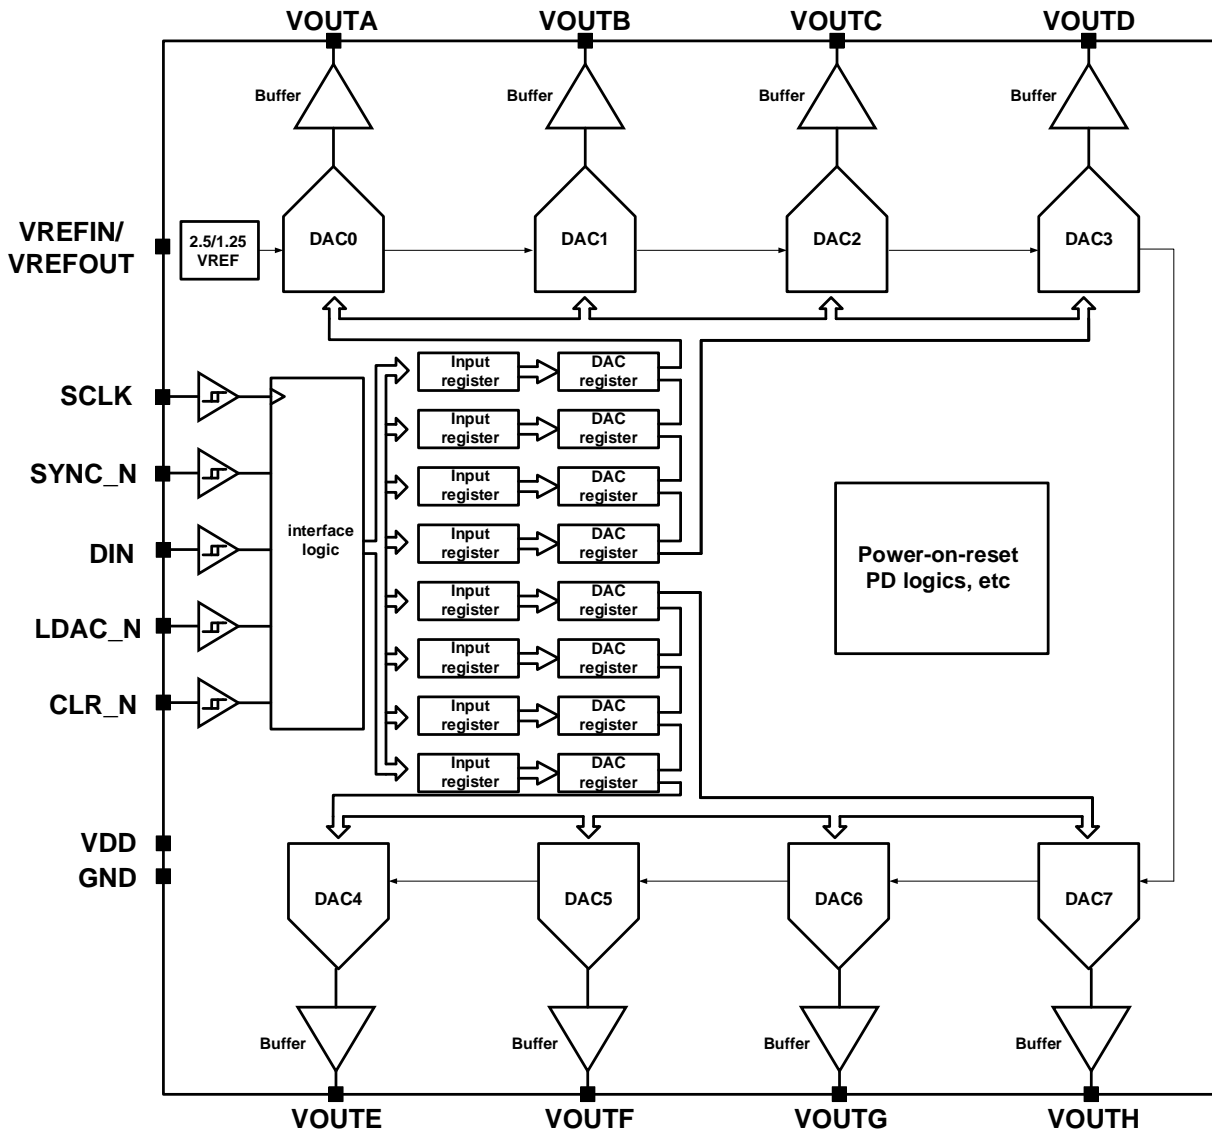 VOUTA
VOUTB
VOUTC
VOUTD
Buffer
Buffer
Buffer
Buffer
VREFIN/
VREFOUT
2.5/1.25
VREF
DAC0
DAC1
DAC2
DAC3
SCLK
SYNC_N
DIN
LDAC_N
CLR_N
interface
logic
Input
register
DAC
register
Input
register
DAC
register
Input
register
DAC
register
Input
register
DAC
register
Input
register
DAC
register
Input
register
DAC
register
Input
register
DAC
register
Input
register
DAC
register
Power-on-reset
PD logics, etc
VDD
GND
DAC4
DAC5
DAC6
DAC7
Buffer
Buffer
Buffer
Buffer
VOUTE
VOUTF
VOUTG
VOUTH